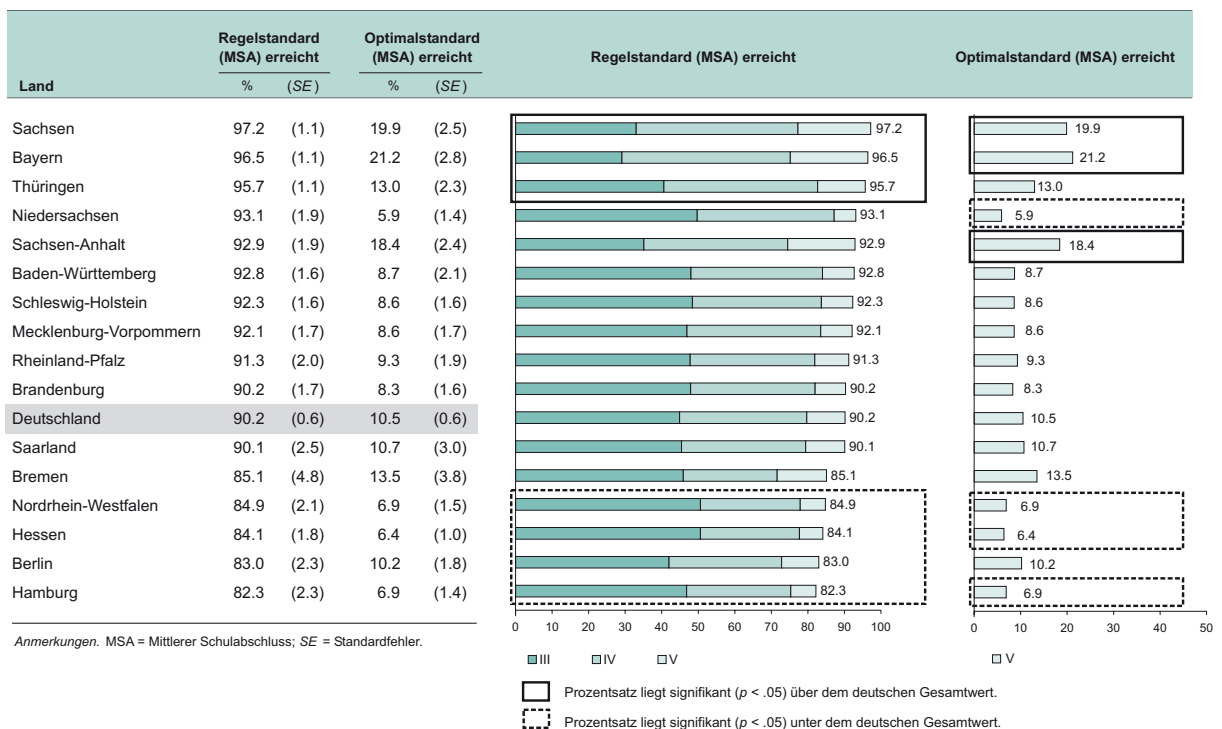 Land
Regelstandard (MSA) erreicht
Optimalstandard (MSA) erreicht
Regelstandard (MSA) erreicht
Optimalstandard (MSA) erreicht
% (SE) % (SE)
Sachsen 97.2 (1.1) 19.9 (2.5) 97.2 19.9
Bayern 96.5 (1.1) 21.2 (2.8) 96.5 21.2
Thüringen 95.7 (1.1) 13.0 (2.3) 95.7 13.0
Niedersachsen 93.1 (1.9) 5.9 (1.4) 93.1 5.9
Sachsen-Anhalt 92.9 (1.9) 18.4 (2.4) 92.9 18.4
Baden-Württemberg 92.8 (1.6) 8.7 (2.1) 92.8 8.7
Schleswig-Holstein 92.3 (1.6) 8.6 (1.6) 92.3 8.6
Mecklenburg-Vorpommern 92.1 (1.7) 8.6 (1.7) 92.1 8.6
Rheinland-Pfalz 91.3 (2.0) 9.3 (1.9) 91.3 9.3
Brandenburg 90.2 (1.7) 8.3 (1.6) 90.2 8.3
Deutschland 90.2 (0.6) 10.5 (0.6) 90.2 10.5
Saarland 90.1 (2.5) 10.7 (3.0) 90.1 10.7
Bremen 85.1 (4.8) 13.5 (3.8) 85.1 13.5
Nordrhein-Westfalen 84.9 (2.1) 6.9 (1.5) 84.9 6.9
Hessen 84.1 (1.8) 6.4 (1.0) 84.1 6.4
Berlin 83.0 (2.3) 10.2 (1.8) 83.0 10.2
Hamburg 82.3 (2.3) 6.9 (1.4) 82.3 6.9
0 10 20 30 40 50 60 70 80 90 100
0 10 20 30 40 50
Anmerkungen. MSA = Mittlerer Schulabschluss; SE = Standardfehler.
III IV V
V
Prozentsatz liegt signifikant (p < .05) über dem deutschen Gesamtwert.
Prozentsatz liegt signifikant (p < .05) unter dem deutschen Gesamtwert.